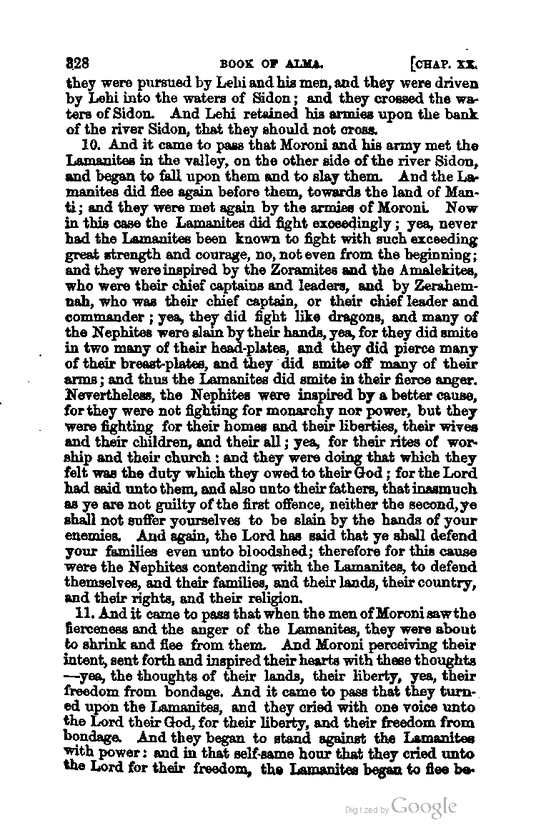 328 BOOK OF ALMA. [CHAP. XX.
they were pursued by Lehi and his men, and they were driven
by Lehi into the waters of Sidon; and they crossed the wa-
ters of Sidon. And Lehi retained his armies upon the bank
of the river Sidon, that they should not cross.
10. And it came to pass that Moroni and his army met the
Lamanites in the valley, on the other side of the river Sidon,
and began to fall upon them and to slay them. And the La-
manites did flee again before them, towards the land of Man-
ti; and they were met again by the armies of Moroni. Now
in this case the Lamanites did fight exceedingly; yea, never
had the Lamanites been known to fight with such exceeding
great strength and courage, no, not even from the beginning;
and they were inspired by the Zoramites and the Amalekites,
who were their chief captains and leaders, and by Zerahem-
nah, who was their chief captain, or their chief leader and
commander; yea, they did fight like dragons, and many of
the Nephites were slain by their hands, yea, for they did smite
in two many of their head-plates, and they did pierce many
of their breast-plates, and they did smite off many of their
arms; and thus the Lamanites did smite in their fierce anger.
Nevertheless, the Nephites were inspired by a better cause,
for they were not fighting for monarchy nor power, but they
were fighting for their homes and their liberties, their wives
and their children, and their all; yea, for their rites of wor-
ship and their church: and they were doing that which they
felt was the duty which they owed to their God; for the Lord
had said unto them, and also unto their fathers, that inasmuch
as ye are not guilty of the first offence, neither the second, ye
shall not suffer yourselves to be slain by the hands of your
enemies. And again, the Lord has said that ye shall defend
your families even unto bloodshed; therefore for this cause
were the Nephites contending with the Lamanites, to defend
themselves, and their families, and their lands, their country,
and their rights, and their religion.
11. And it came to pass that when the men of Moroni saw the
fierceness and the anger of the Lamanites, they were about
to shrink and flee from them. And Moroni perceiving their
intent, sent forth and inspired their hearts with these thoughts
—yea, the thoughts of their lands, their liberty, yea, their
freedom from bondage. And it came to pass that they turn-
ed upon the Lamanites, and they cried with one voice unto
the Lord their God, for their liberty, and their freedom from
bondage. And they began to stand against the Lamanites
with power: and in that self-same hour that they cried unto
the Lord for their freedom, the Lamanites began to flee be-
Digitized by Google